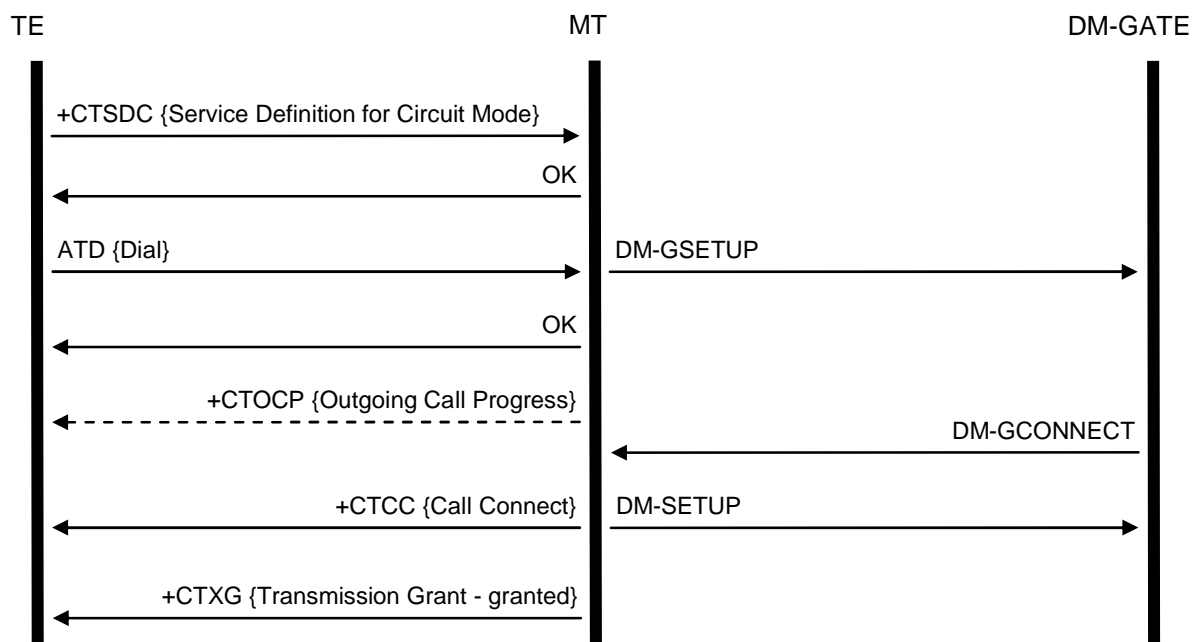 TE
MT
DM-GATE
+CTSDC {Service Definition for Circuit Mode}
OK
ATD {Dial}
DM-GSETUP
OK
+CTOCP {Outgoing Call Progress}
DM-GCONNECT
+CTCC {Call Connect}
DM-SETUP
+CTXG {Transmission Grant - granted}